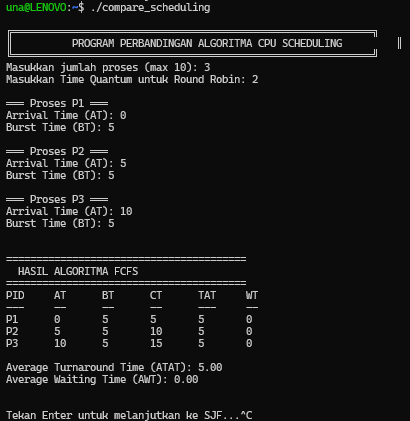 una@LENOVO:~$ ./compare_scheduling
PROGRAM PERBANDINGAN ALGORITMA CPU SCHEDULING
Masukkan jumlah proses (max 10): 3
Masukkan Time Quantum untuk Round Robin: 2
=== Proses P1 ===
Arrival Time (AT): 0
Burst Time (BT): 5
=== Proses P2 ===
Arrival Time (AT): 5
Burst Time (BT): 5
=== Proses P3 ===
Arrival Time (AT): 10
Burst Time (BT): 5
========================================
HASIL ALGORITMA FCFS
========================================
PID AT BT CT TAT WT
--- -- -- -- --- --
P1 0 5 5 5 0
P2 5 5 10 5 0
P3 10 5 15 5 0
Average Turnaround Time (ATAT): 5.00
Average Waiting Time (AWT): 0.00
Tekan Enter untuk melanjutkan ke SJF...^C